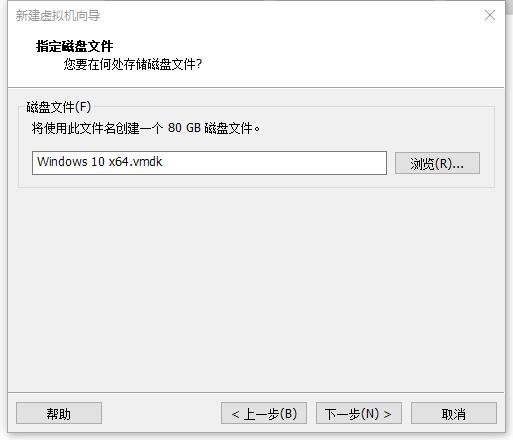 新建虚拟机向导
指定磁盘文件
您要在何处存储磁盘文件?
磁盘文件(F)
将使用此文件名创建一个 80 GB 磁盘文件。
Windows 10 x64.vmdk
浏览(R)...
帮助
< 上一步(B)
下一步(N) >
取消